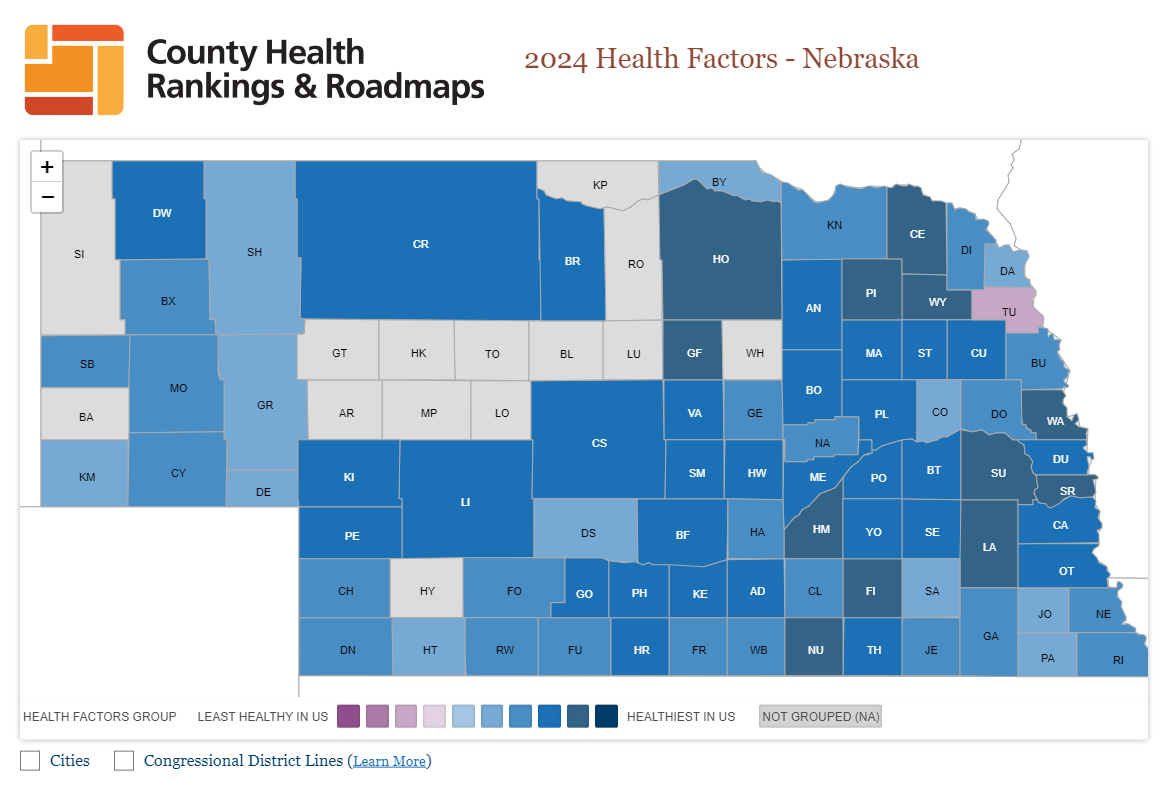 County Health
Rankings & Roadmaps
2024 Health Factors - Nebraska
+
−
KP
BY
DW
SH
CR
BR
RO
HO
KN
CE
DI
SI
DA
BX
AN
PI
WY
TU
GT
HK
TO
BL
LU
GF
WH
MA
ST
CU
SB
BU
MO
BO
GR
BA
AR
MP
LO
VA
GE
PL
CO
DO
WA
CS
NA
DU
KM
CY
KI
SM
HW
ME
PO
BT
SU
DE
SR
LI
PE
DS
BF
HA
HM
YO
SE
CA
LA
OT
CH
HY
FO
GO
PH
KE
AD
CL
FI
SA
JO
NE
DN
HT
RW
FU
HR
FR
WB
NU
TH
JE
GA
PA
RI
HEALTH FACTORS GROUP LEAST HEALTHY IN US HEALTHIEST IN US NOT GROUPED (NA)
Cities Congressional District Lines (Learn More)